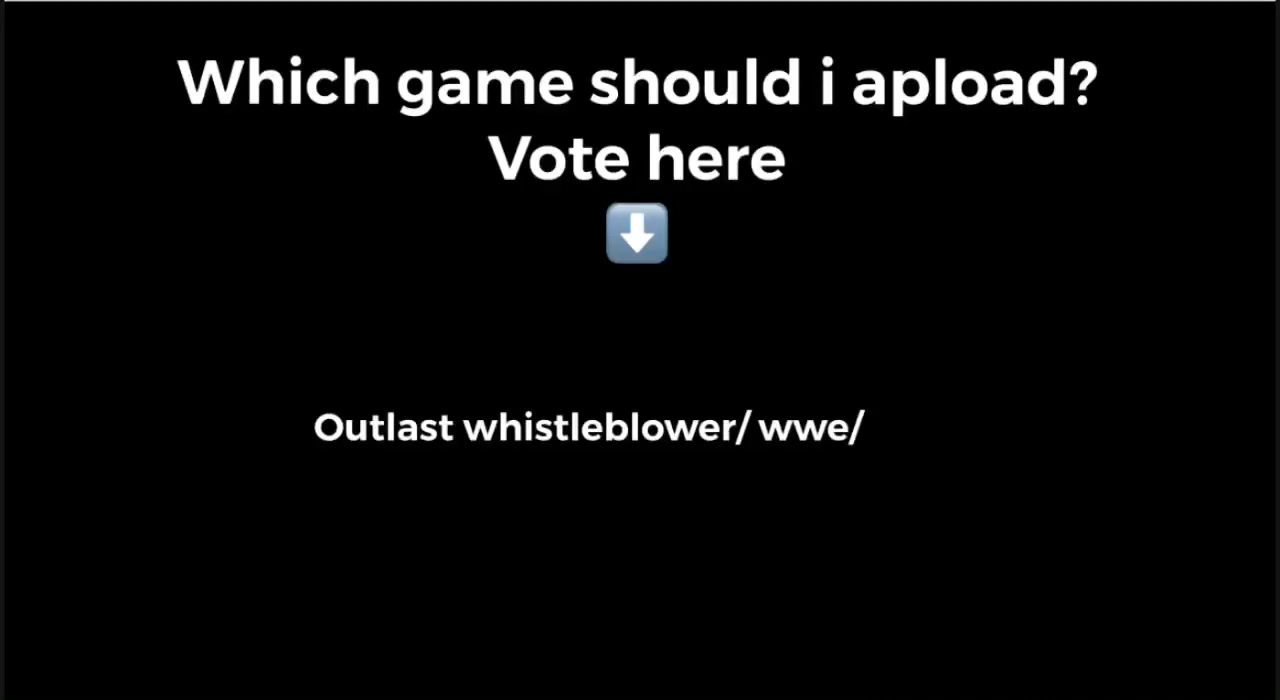 Which game should i apload?
Vote here
⬇️
Outlast whistleblower/ wwe/